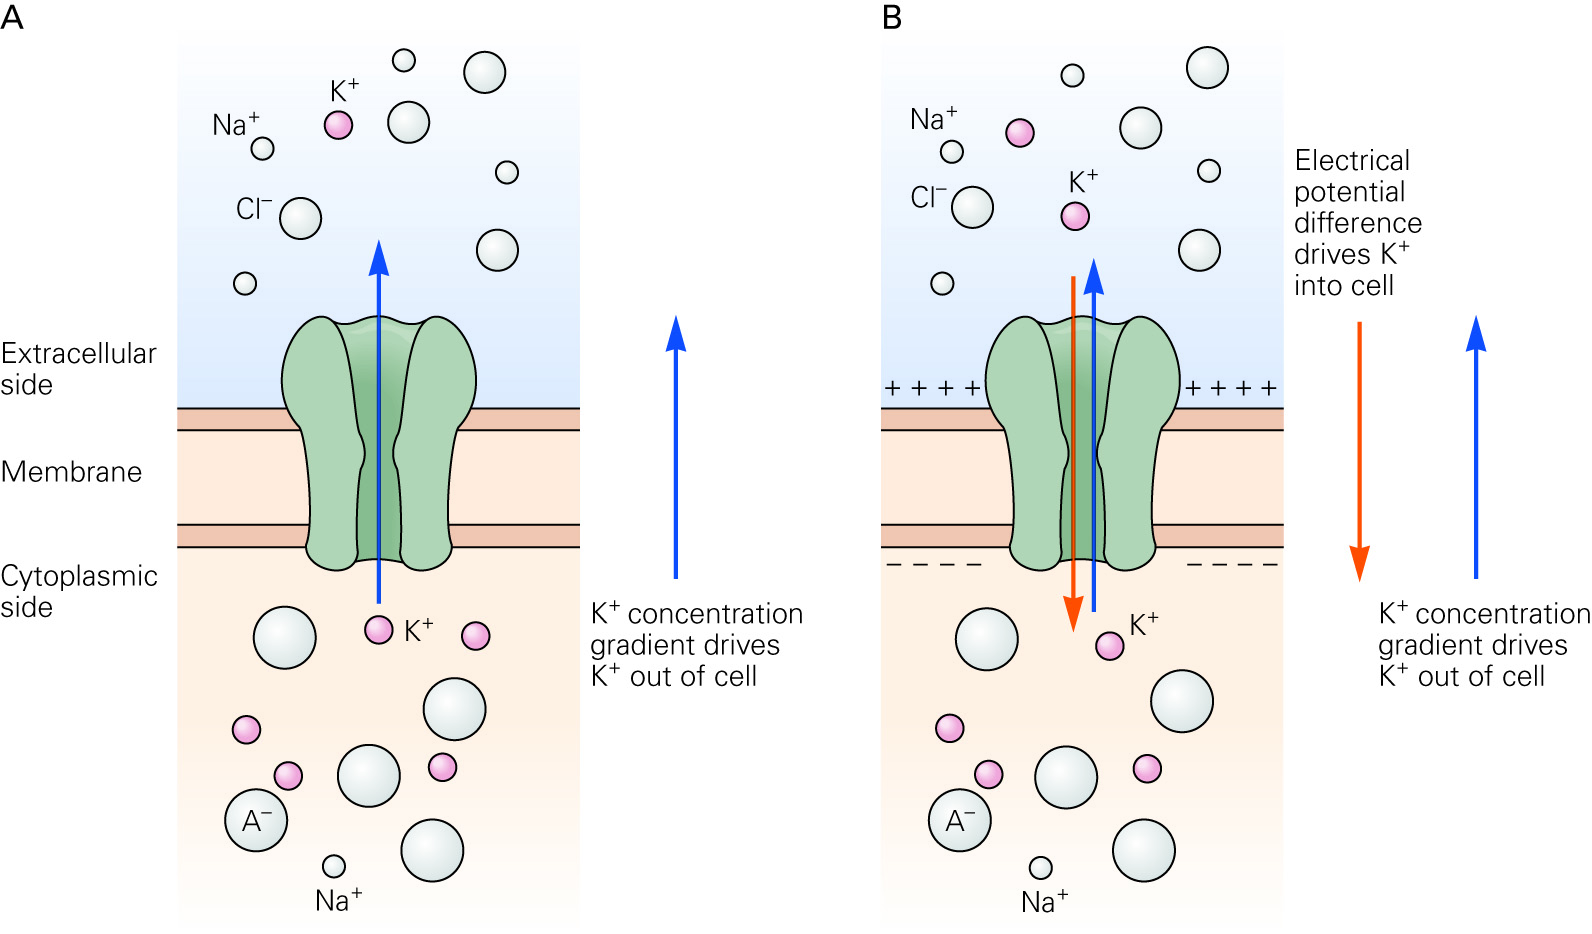 A
K⁺
Na⁺
Cl⁻
Extracellular
side
Membrane
Cytoplasmic
side
K⁺
A⁻
Na⁺
K⁺ concentration
gradient drives
K⁺ out of cell
B
Na⁺
K⁺
Cl⁻
+ + + +
+ + + +
− − − −
− − − −
K⁺
A⁻
Na⁺
Electrical
potential
difference
drives K⁺
into cell
K⁺ concentration
gradient drives
K⁺ out of cell